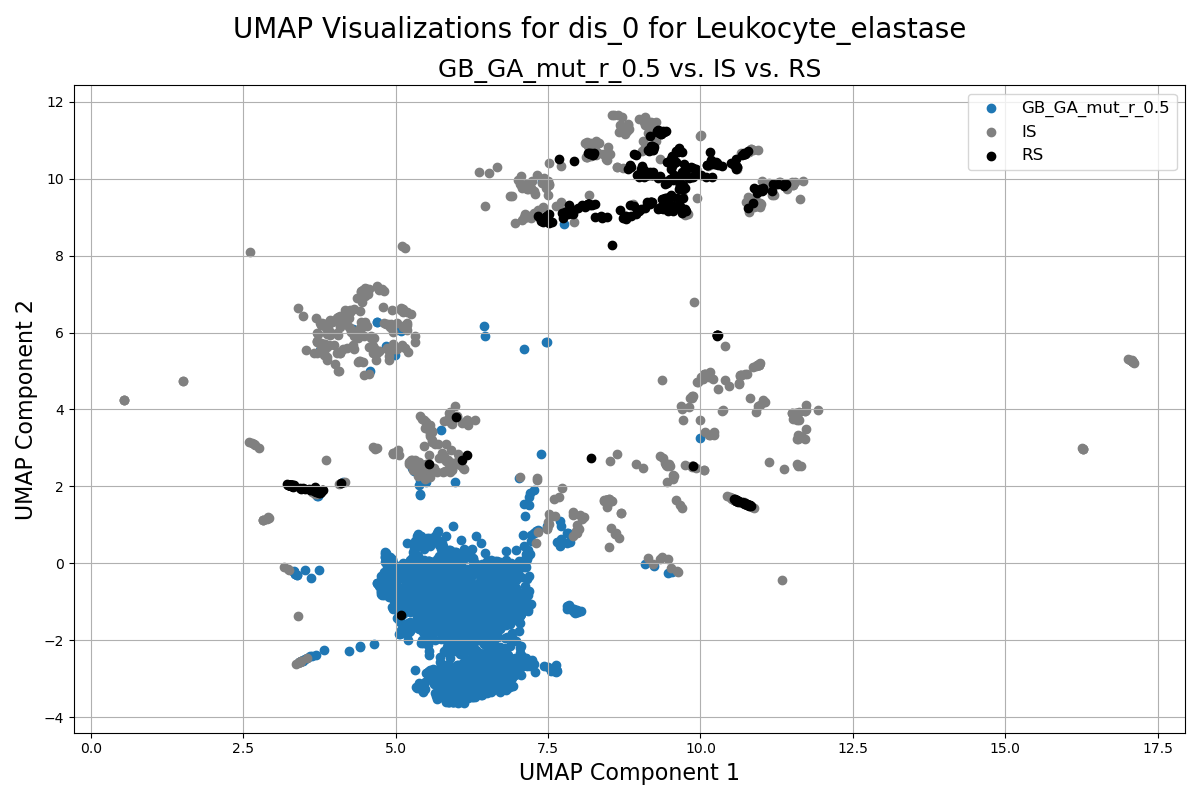 UMAP Visualizations for dis_0 for Leukocyte_elastase
GB_GA_mut_r_0.5 vs. IS vs. RS
GB_GA_mut_r_0.5
IS
RS
UMAP Component 2
12
10
8
6
4
2
0
−2
−4
0.0
2.5
5.0
7.5
10.0
12.5
15.0
17.5
UMAP Component 1